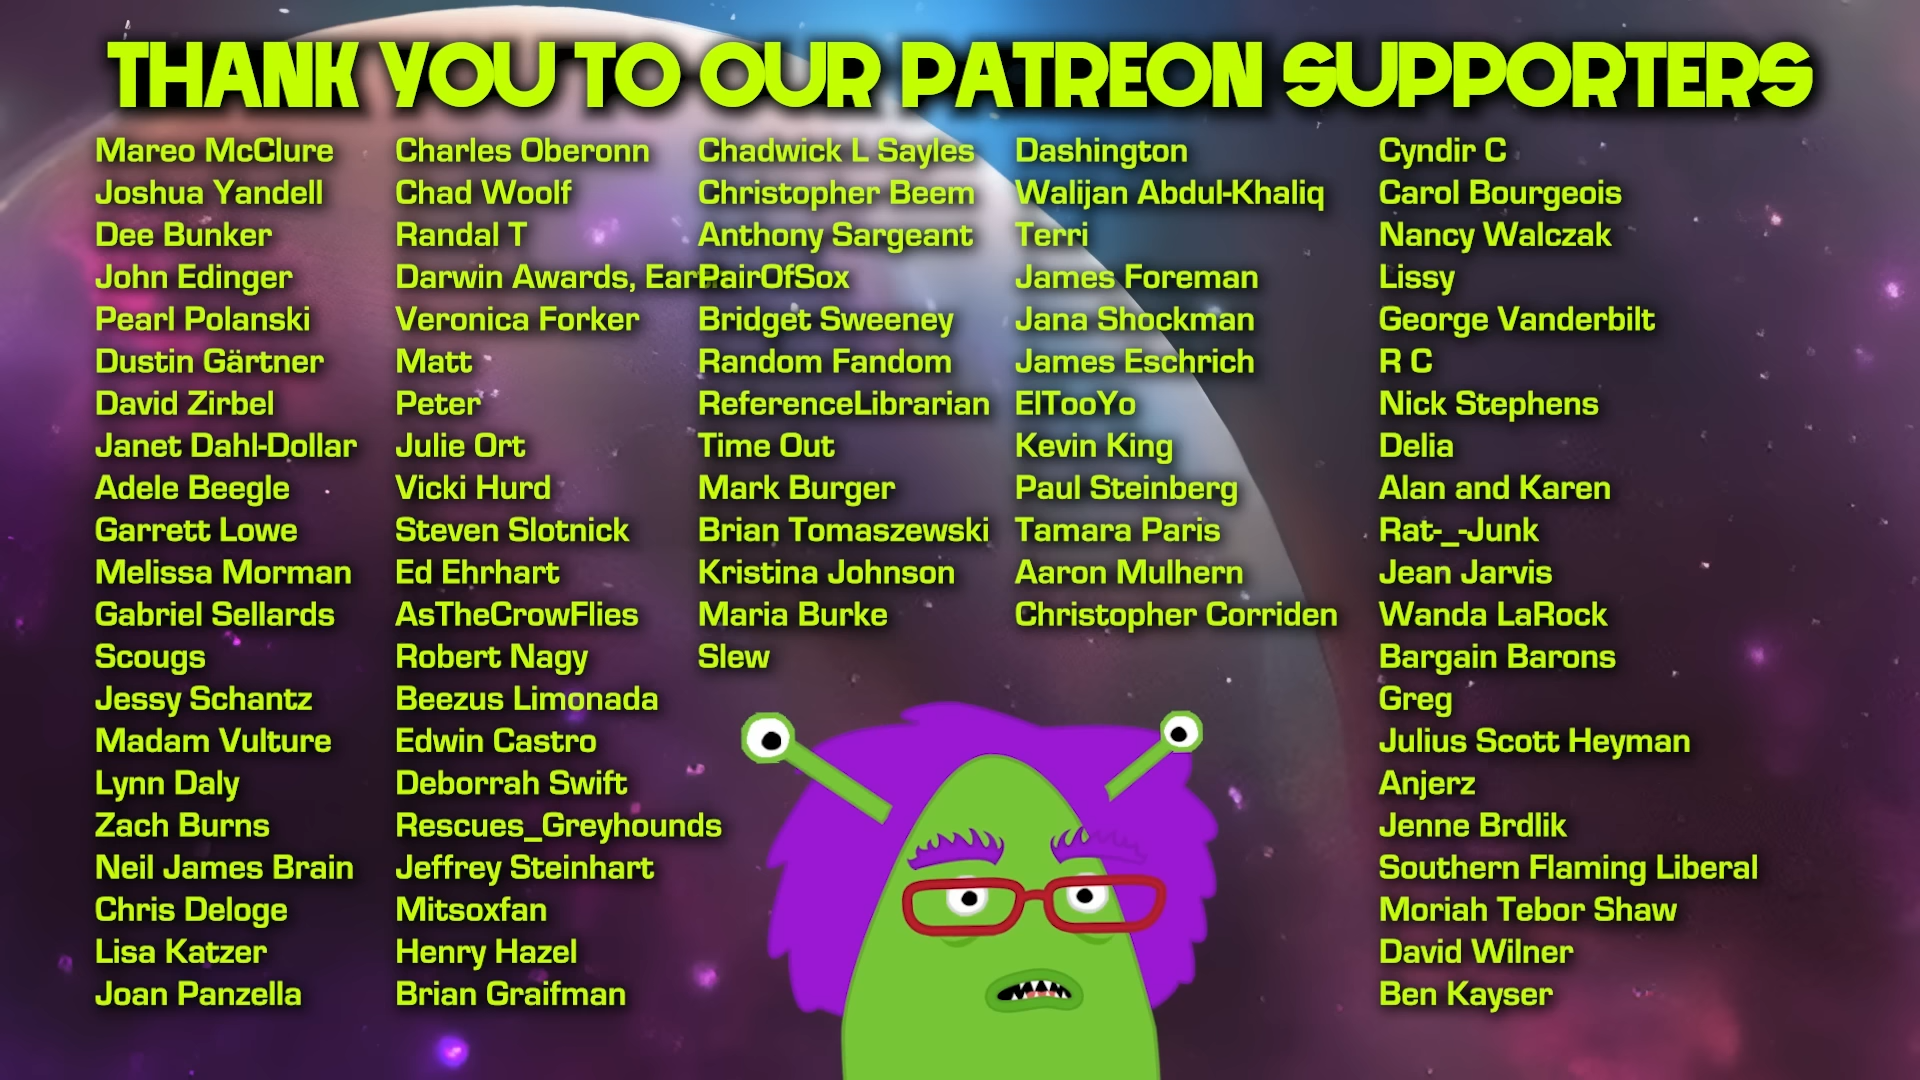 THANK YOU TO OUR PATREON SUPPORTERS
Mareo McClure
Joshua Yandell
Dee Bunker
John Edinger
Pearl Polanski
Dustin Gärtner
David Zirbel
Janet Dahl-Dollar
Adele Beegle
Garrett Lowe
Melissa Morman
Gabriel Sellards
Scougs
Jessy Schantz
Madam Vulture
Lynn Daly
Zach Burns
Neil James Brain
Chris Deloge
Lisa Katzer
Joan Panzella
Charles Oberonn
Chad Woolf
Randal T
Darwin Awards,
Veronica Forker
Matt
Peter
Julie Ort
Vicki Hurd
Steven Slotnick
Ed Ehrhart
AsTheCrowFlies
Robert Nagy
Beezus Limonada
Edwin Castro
Deborrah Swift
Rescues_Greyhounds
Jeffrey Steinhart
Mitsoxfan
Henry Hazel
Brian Graifman
Chadwick L Sayles
Christopher Beem
Anthony Sargeant
PairOfSox
Bridget Sweeney
Random Fandom
ReferenceLibrarian
Time Out
Mark Burger
Brian Tomaszewski
Kristina Johnson
Maria Burke
Slew
Dashington
Walijan Abdul-Khaliq
Terri
James Foreman
Jana Shockman
James Eschrich
ElTooYo
Kevin King
Paul Steinberg
Tamara Paris
Aaron Mulhern
Christopher Corriden
Cyndir C
Carol Bourgeois
Nancy Walczak
Lissy
George Vanderbilt
R C
Nick Stephens
Delia
Alan and Karen
Rat-_-Junk
Jean Jarvis
Wanda LaRock
Bargain Barons
Greg
Julius Scott Heyman
Anjerz
Jenne Brdlik
Southern Flaming Liberal
Moriah Tebor Shaw
David Wilner
Ben Kayser